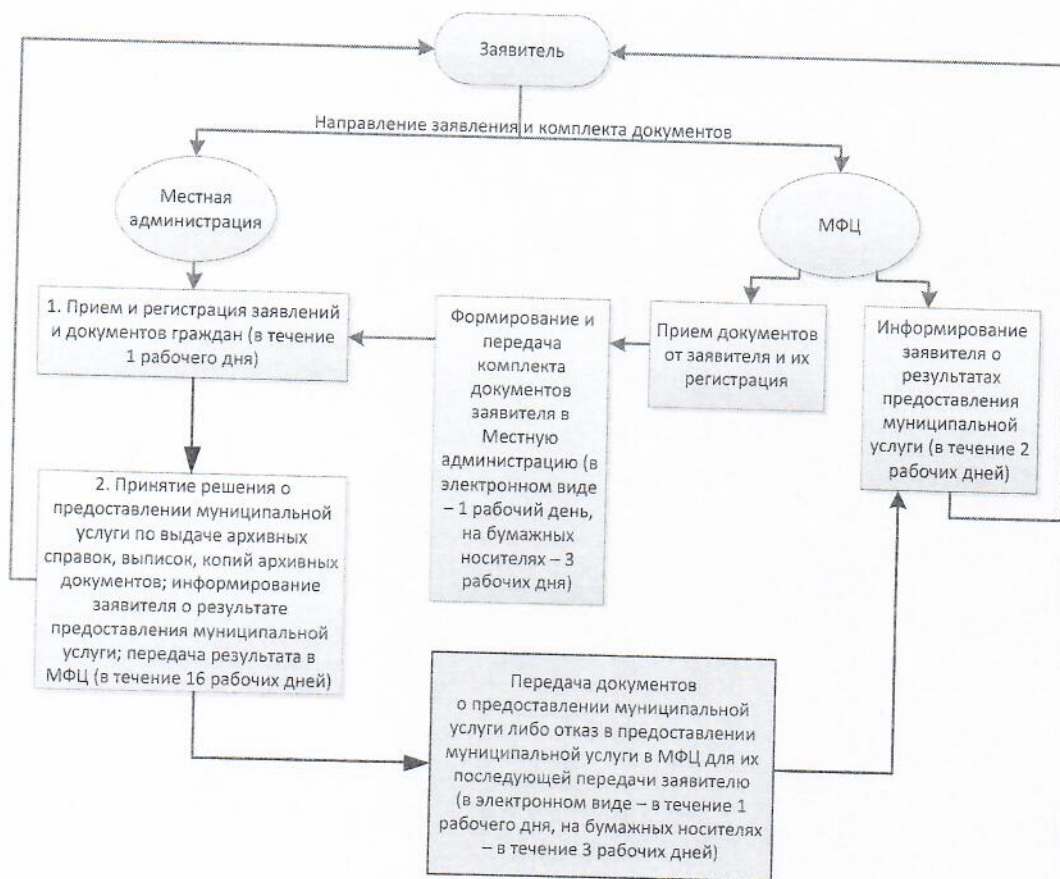 Заявитель
Направление заявления и комплекта документов
Местная
администрация
МФЦ
1. Прием и регистрация заявлений
и документов граждан (в течение
1 рабочего дня)
Формирование и
передача
комплекта
документов
заявителя в
Местную
администрацию (в
электронном виде
– 1 рабочий день,
на бумажных
носителях – 3
рабочих дня)
Прием документов
от заявителя и их
регистрация
Информирование
заявителя о
результатах
предоставления
муниципальной
услуги (в течение 2
рабочих дней)
2. Принятие решения о
предоставлении муниципальной
услуги по выдаче архивных
справок, выписок, копий архивных
документов; информирование
заявителя о результате
предоставления муниципальной
услуги; передача результата в
МФЦ (в течение 16 рабочих дней)
Передача документов
о предоставлении муниципальной
услуги либо отказ в предоставлении
муниципальной услуги в МФЦ для их
последующей передачи заявителю
(в электронном виде – в течение 1
рабочего дня, на бумажных носителях
– в течение 3 рабочих дней)